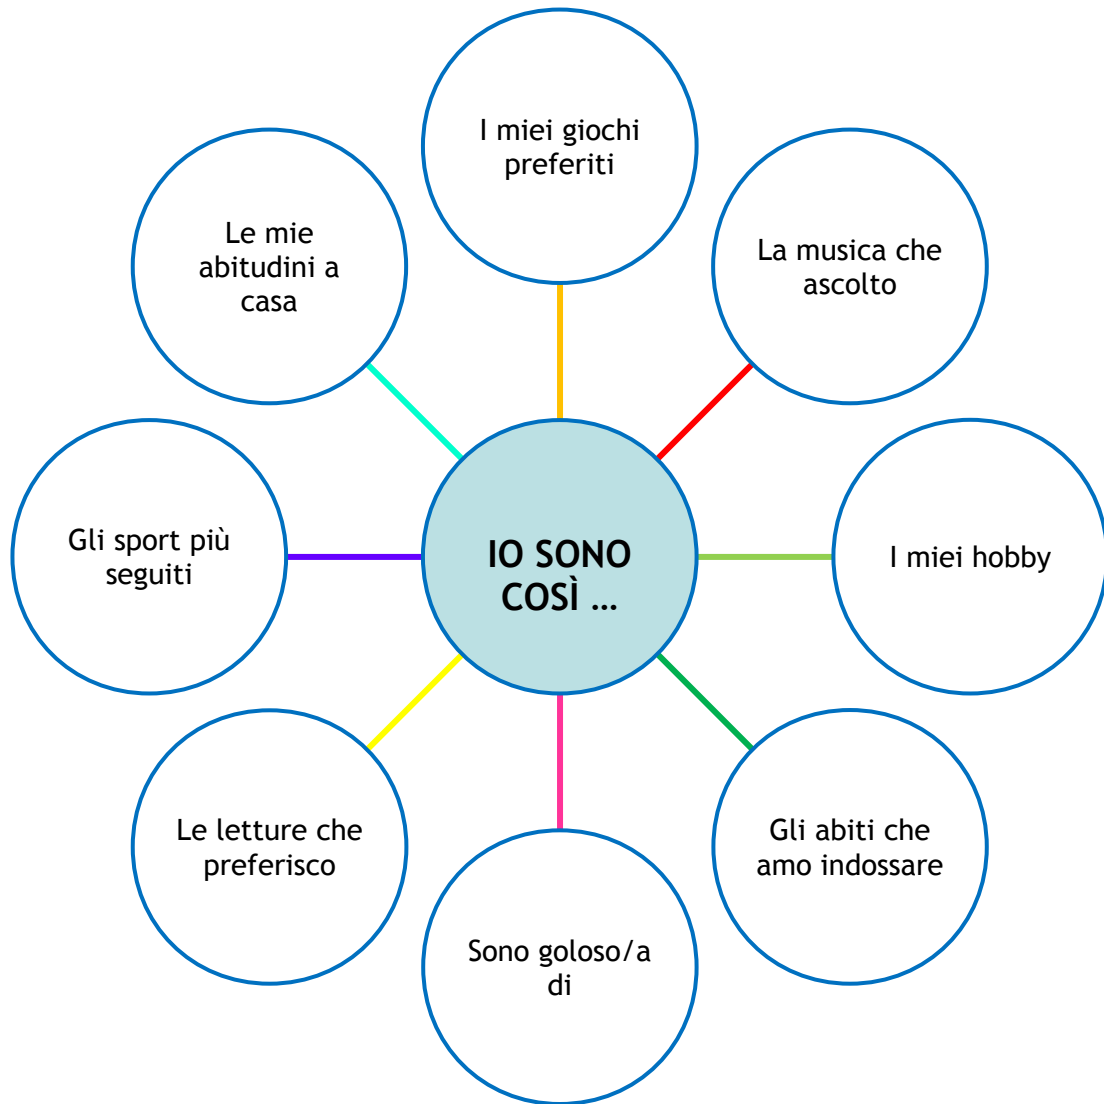 I miei giochi
preferiti
La musica che
ascolto
I miei hobby
Gli abiti che
amo indossare
Sono goloso/a
di
Le letture che
preferisco
Gli sport più
seguiti
Le mie
abitudini a
casa
IO SONO
COSÌ ...